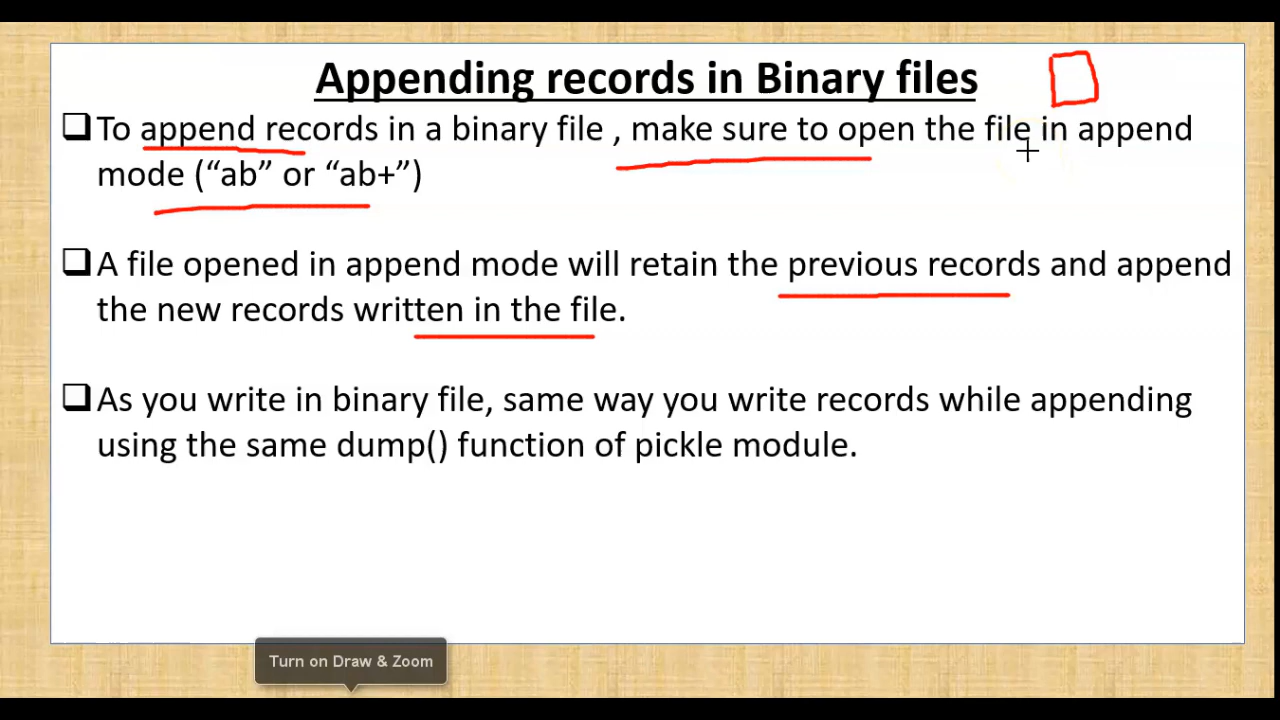 Appending records in Binary files
To append records in a binary file , make sure to open the file in append
mode (“ab” or “ab+”)
A file opened in append mode will retain the previous records and append
the new records written in the file.
As you write in binary file, same way you write records while appending
using the same dump() function of pickle module.
Turn on Draw & Zoom